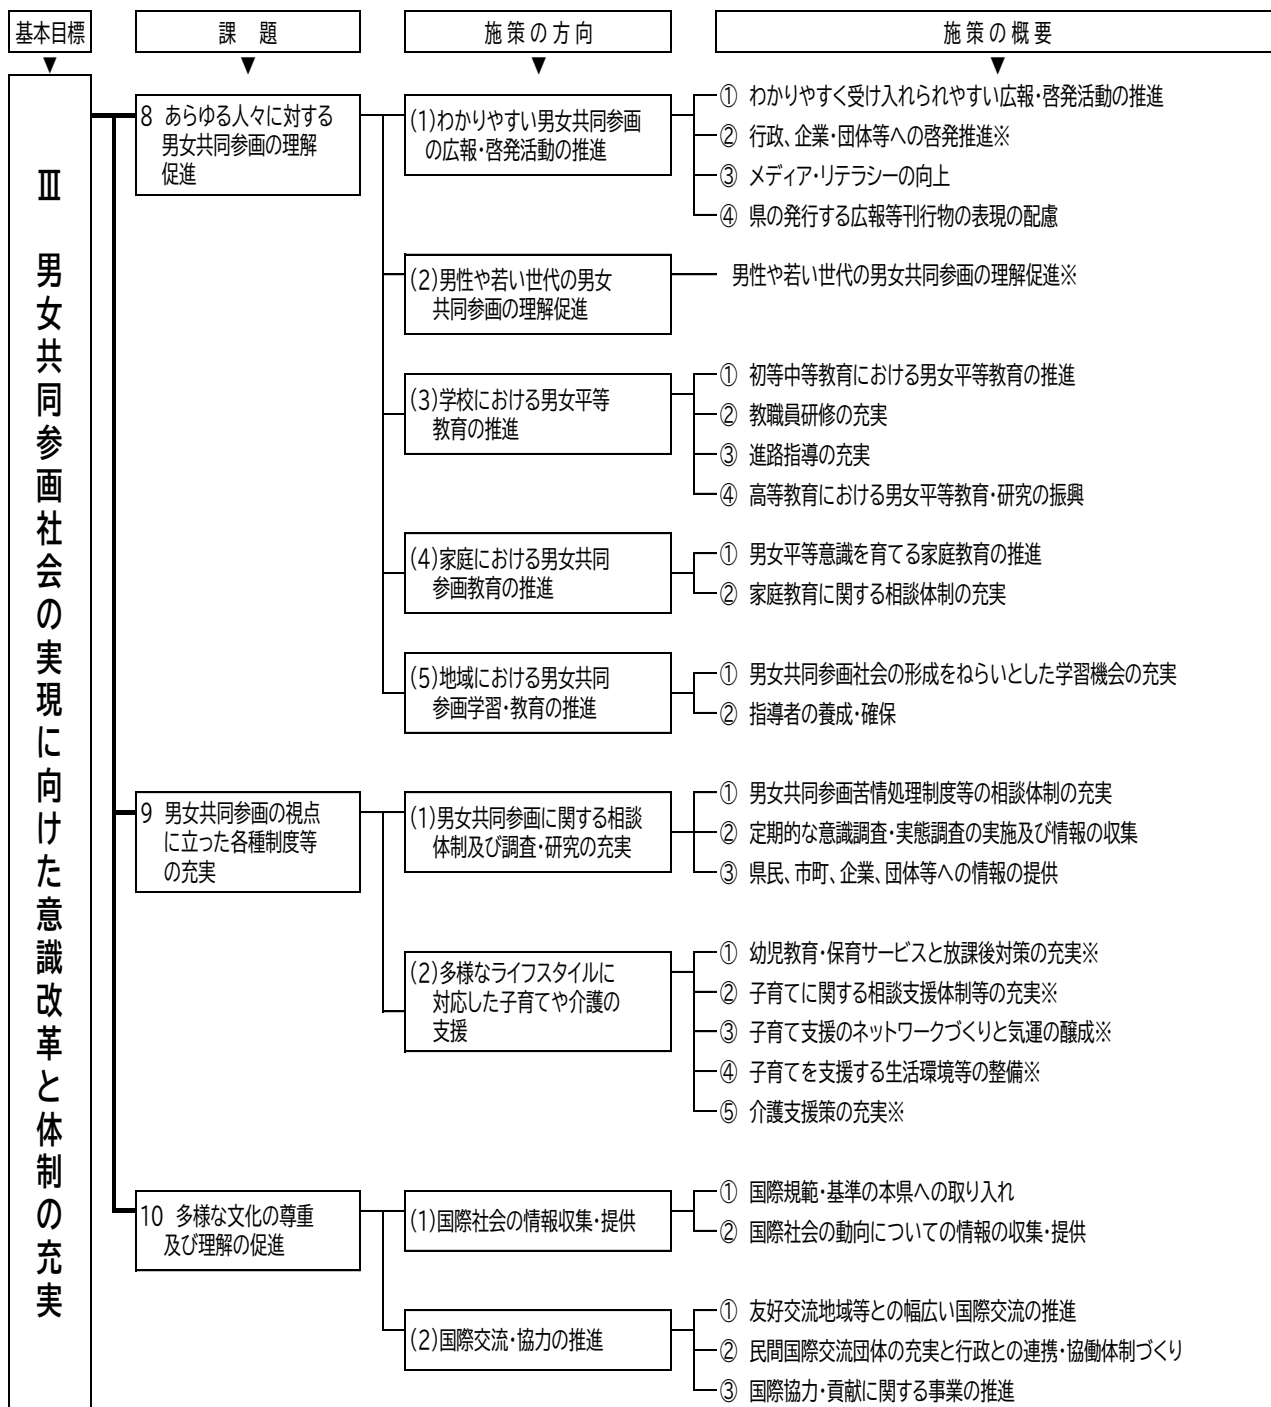 基本目標
課 題
施策の方向
施策の概要
▼ ▼ ▼ ▼
Ⅲ 男女共同参画社会の実現に向けた意識改革と体制の充実
8 あらゆる人々に対する
男女共同参画の理解
促進
(1)わかりやすい男女共同参画
の広報・啓発活動の推進
① わかりやすく受け入れられやすい広報・啓発活動の推進
② 行政、企業・団体等への啓発推進※
③ メディア・リテラシーの向上
④ 県の発行する広報等刊行物の表現の配慮
(2)男性や若い世代の男女
共同参画の理解促進
男性や若い世代の男女共同参画の理解促進※
(3)学校における男女平等
教育の推進
① 初等中等教育における男女平等教育の推進
② 教職員研修の充実
③ 進路指導の充実
④ 高等教育における男女平等教育・研究の振興
(4)家庭における男女共同
参画教育の推進
① 男女平等意識を育てる家庭教育の推進
② 家庭教育に関する相談体制の充実
(5)地域における男女共同
参画学習・教育の推進
① 男女共同参画社会の形成をねらいとした学習機会の充実
② 指導者の養成・確保
9 男女共同参画の視点
に立った各種制度等
の充実
(1)男女共同参画に関する相談
体制及び調査・研究の充実
① 男女共同参画苦情処理制度等の相談体制の充実
② 定期的な意識調査・実態調査の実施及び情報の収集
③ 県民、市町、企業、団体等への情報の提供
(2)多様なライフスタイルに
対応した子育てや介護の
支援
① 幼児教育・保育サービスと放課後対策の充実※
② 子育てに関する相談支援体制等の充実※
③ 子育て支援のネットワークづくりと気運の醸成※
④ 子育てを支援する生活環境等の整備※
⑤ 介護支援策の充実※
10 多様な文化の尊重
及び理解の促進
(1)国際社会の情報収集・提供
① 国際規範・基準の本県への取り入れ
② 国際社会の動向についての情報の収集・提供
(2)国際交流・協力の推進
① 友好交流地域等との幅広い国際交流の推進
② 民間国際交流団体の充実と行政との連携・協働体制づくり
③ 国際協力・貢献に関する事業の推進